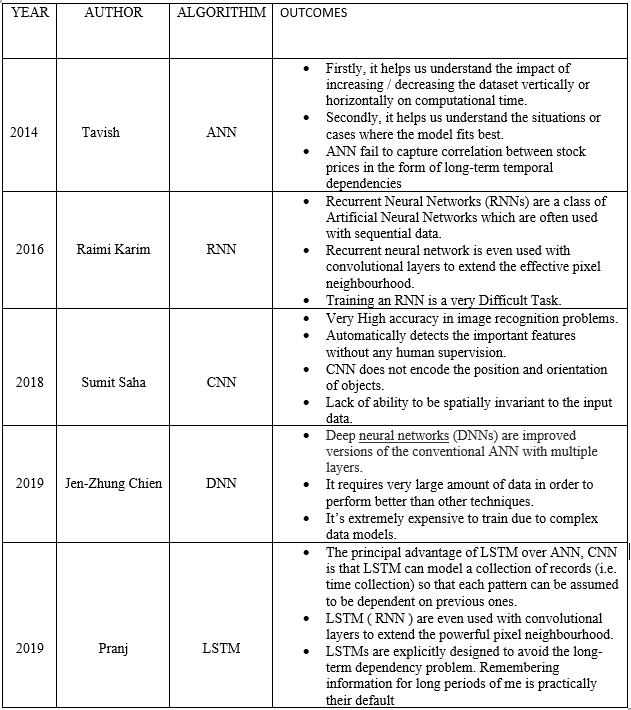 YEAR AUTHOR ALGORITHIM OUTCOMES
2014 Tavish ANN
• Firstly, it helps us understand the impact of
increasing / decreasing the dataset vertically or
horizontally on computational time.
• Secondly, it helps us understand the situations or
cases where the model fits best.
• ANN fail to capture correlation between stock
prices in the form of long-term temporal
dependencies
2016 Raimi Karim RNN
• Recurrent Neural Networks (RNNs) are a class of
Artificial Neural Networks which are often used
with sequential data.
• Recurrent neural network is even used with
convolutional layers to extend the effective pixel
neighbourhood.
• Training an RNN is a very Difficult Task.
2018 Sumit Saha CNN
• Very High accuracy in image recognition problems.
• Automatically detects the important features
without any human supervision.
• CNN does not encode the position and orientation
of objects.
• Lack of ability to be spatially invariant to the input
data.
2019 Jen-Zhung Chien DNN
• Deep neural networks (DNNs) are improved
versions of the conventional ANN with multiple
layers.
• It requires very large amount of data in order to
perform better than other techniques.
• It's extremely expensive to train due to complex
data models.
2019 Pranj LSTM
• The principal advantage of LSTM over ANN, CNN
is that LSTM can model a collection of records (i.e.
time collection) so that each pattern can be assumed
to be dependent on previous ones.
• LSTM ( RNN ) are even used with convolutional
layers to extend the powerful pixel neighbourhood.
• LSTMs are explicitly designed to avoid the long-
term dependency problem. Remembering
information for long periods of me is practically
their default